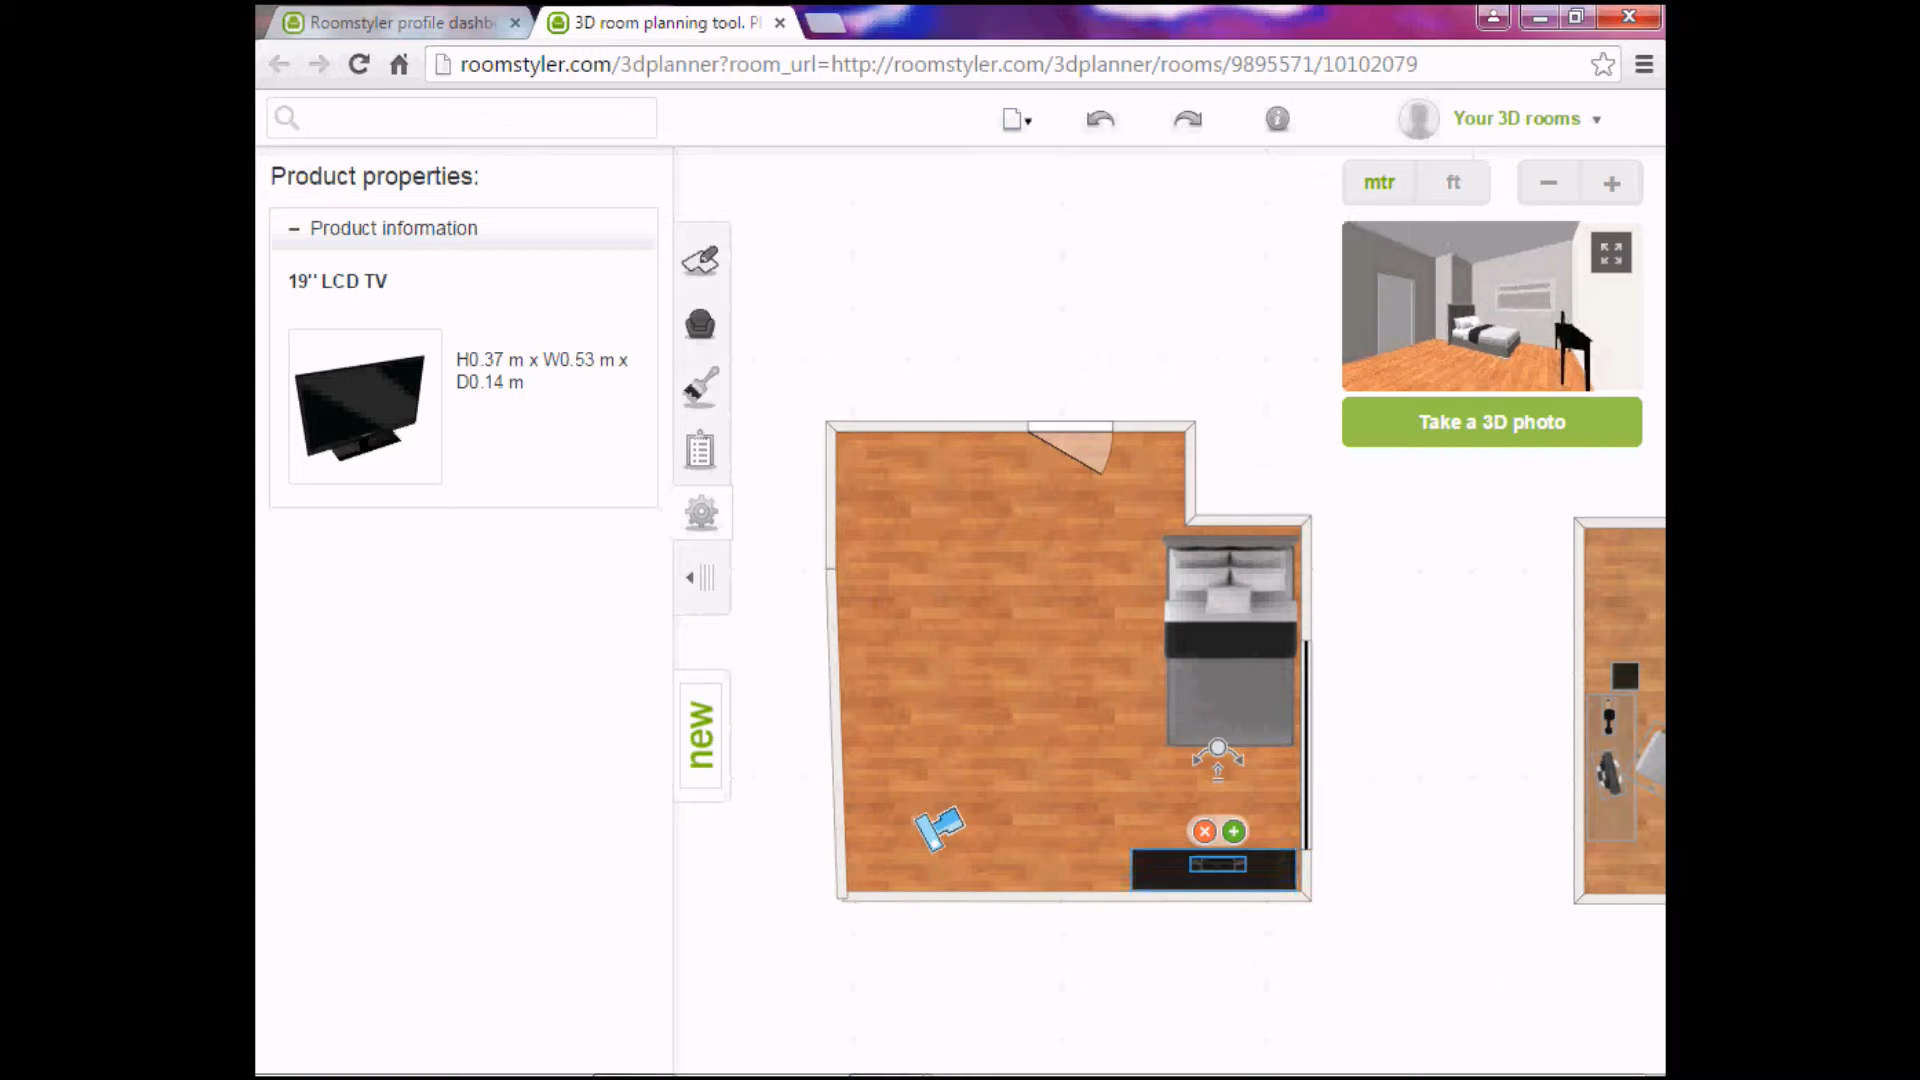 Roomstyler profile dashb
3D room planning tool. Pl
roomstyler.com/3dplanner?room_url=http://roomstyler.com/3dplanner/rooms/9895571/10102079
Your 3D rooms
Product properties:
mtr ft
Product information
19'' LCD TV
H0.37 m x W0.53 m x
D0.14 m
Take a 3D photo
new